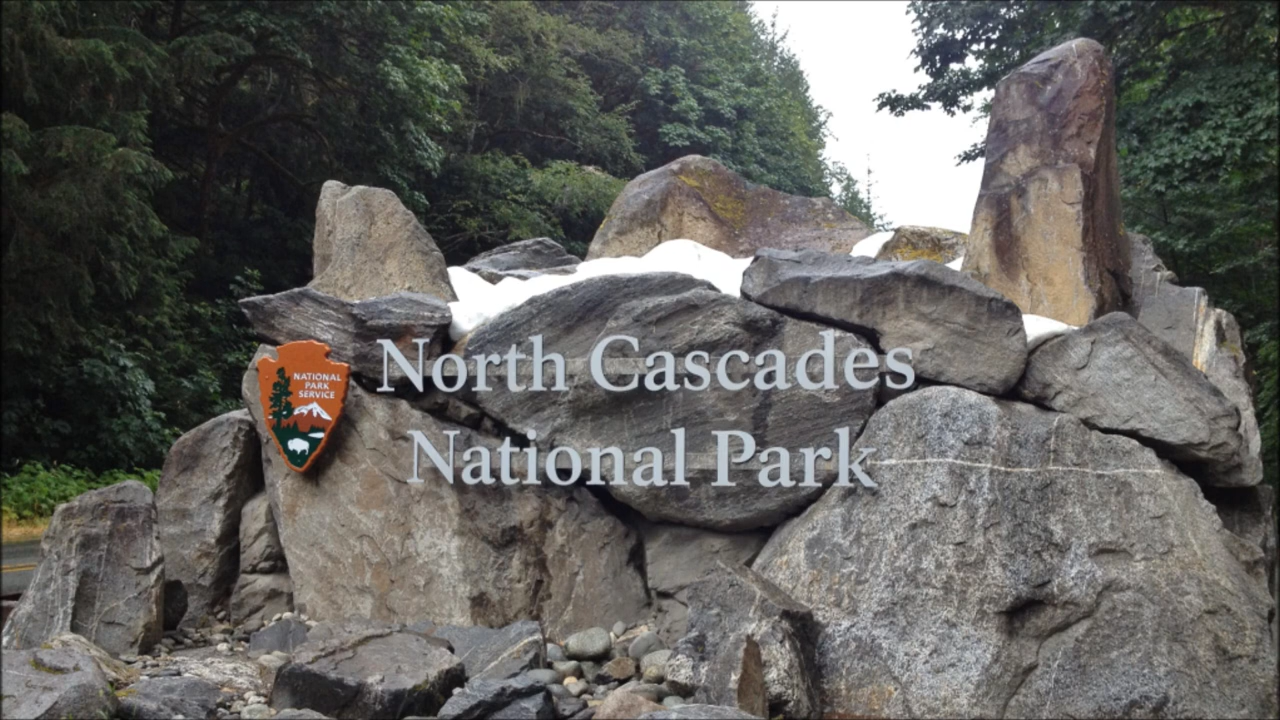 NATIONAL
PARK
SERVICE
North Cascades
National Park